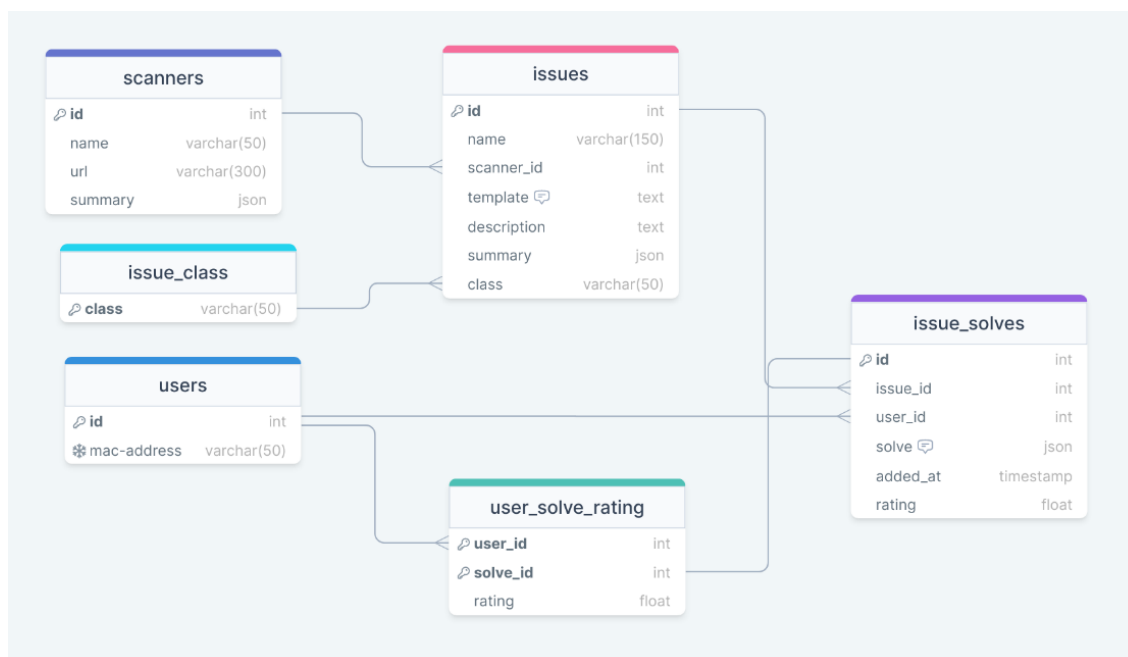 scanners
id int
name varchar(50)
url varchar(300)
summary json
issues
id int
name varchar(150)
scanner_id int
template text
description text
summary json
class varchar(50)
issue_class
class varchar(50)
users
id int
mac-address varchar(50)
issue_solves
id int
issue_id int
user_id int
solve json
added_at timestamp
rating float
user_solve_rating
user_id int
solve_id int
rating float